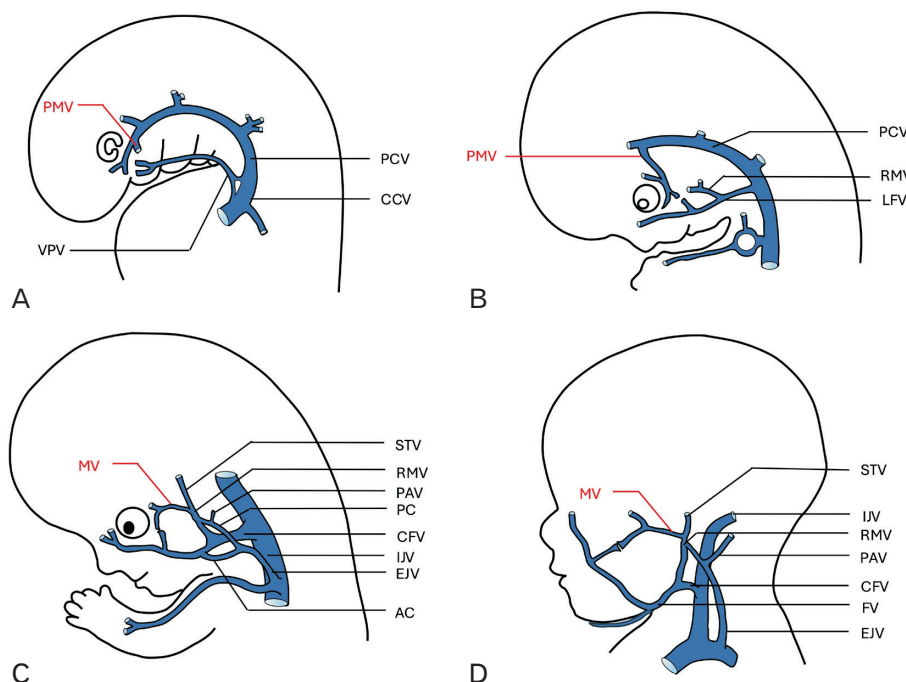 PMV
PCV
CCV
VPV
A
PCV
PMV
RMV
LFV
B
STV
MV
RMV
PAV
PC
CFV
IJV
EJV
AC
C
STV
MV
IJV
RMV
PAV
CFV
FV
EJV
D